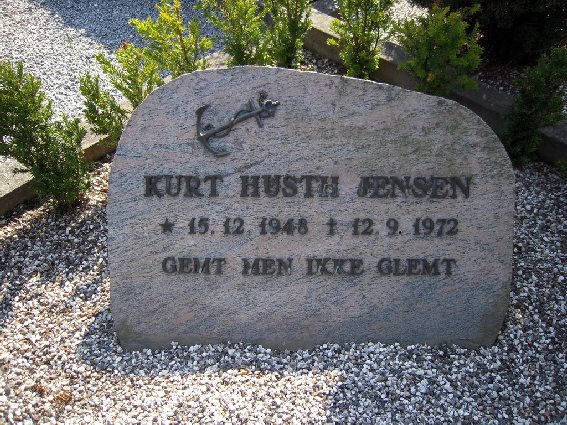 KURT HUSTH JENSEN
★ 15. 12. 1948 † 12. 9. 1972
GEMT MEN IKKE GLEMT